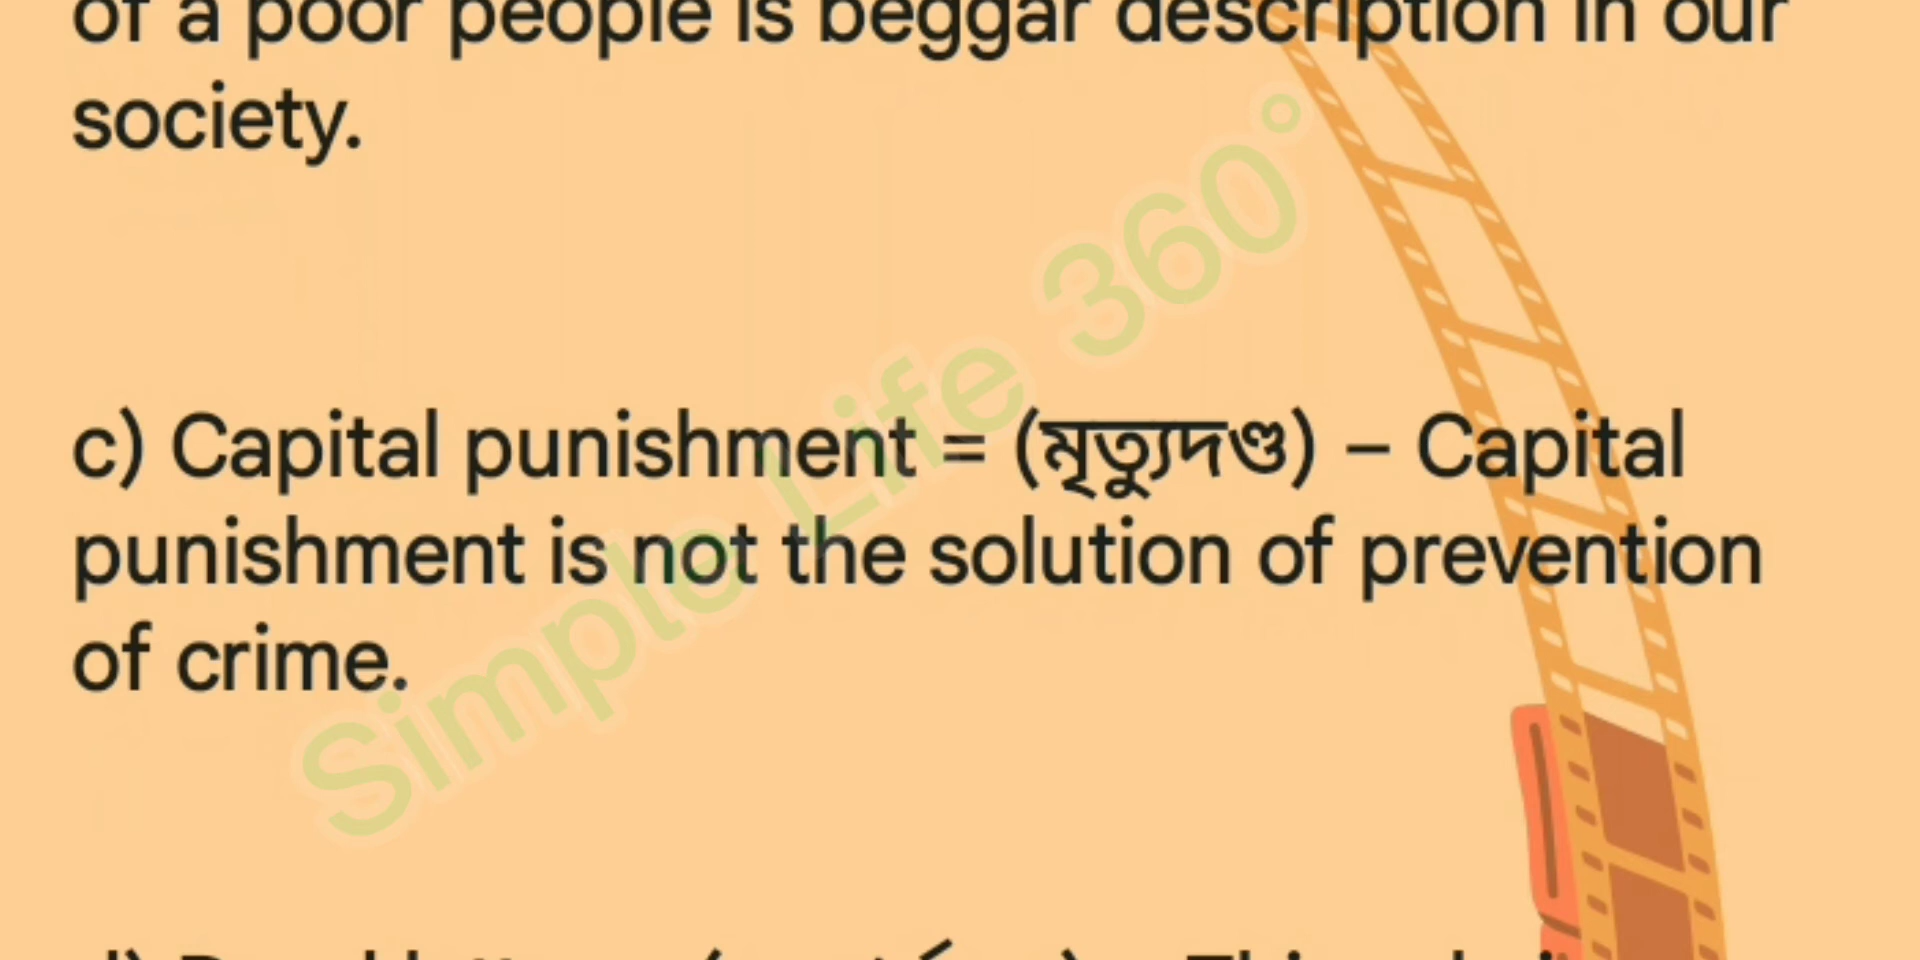 of a poor people is beggar description in our
society.
c) Capital punishment = (মৃত্যুদণ্ড) – Capital
punishment is not the solution of prevention
of crime.
Simple Life 360°